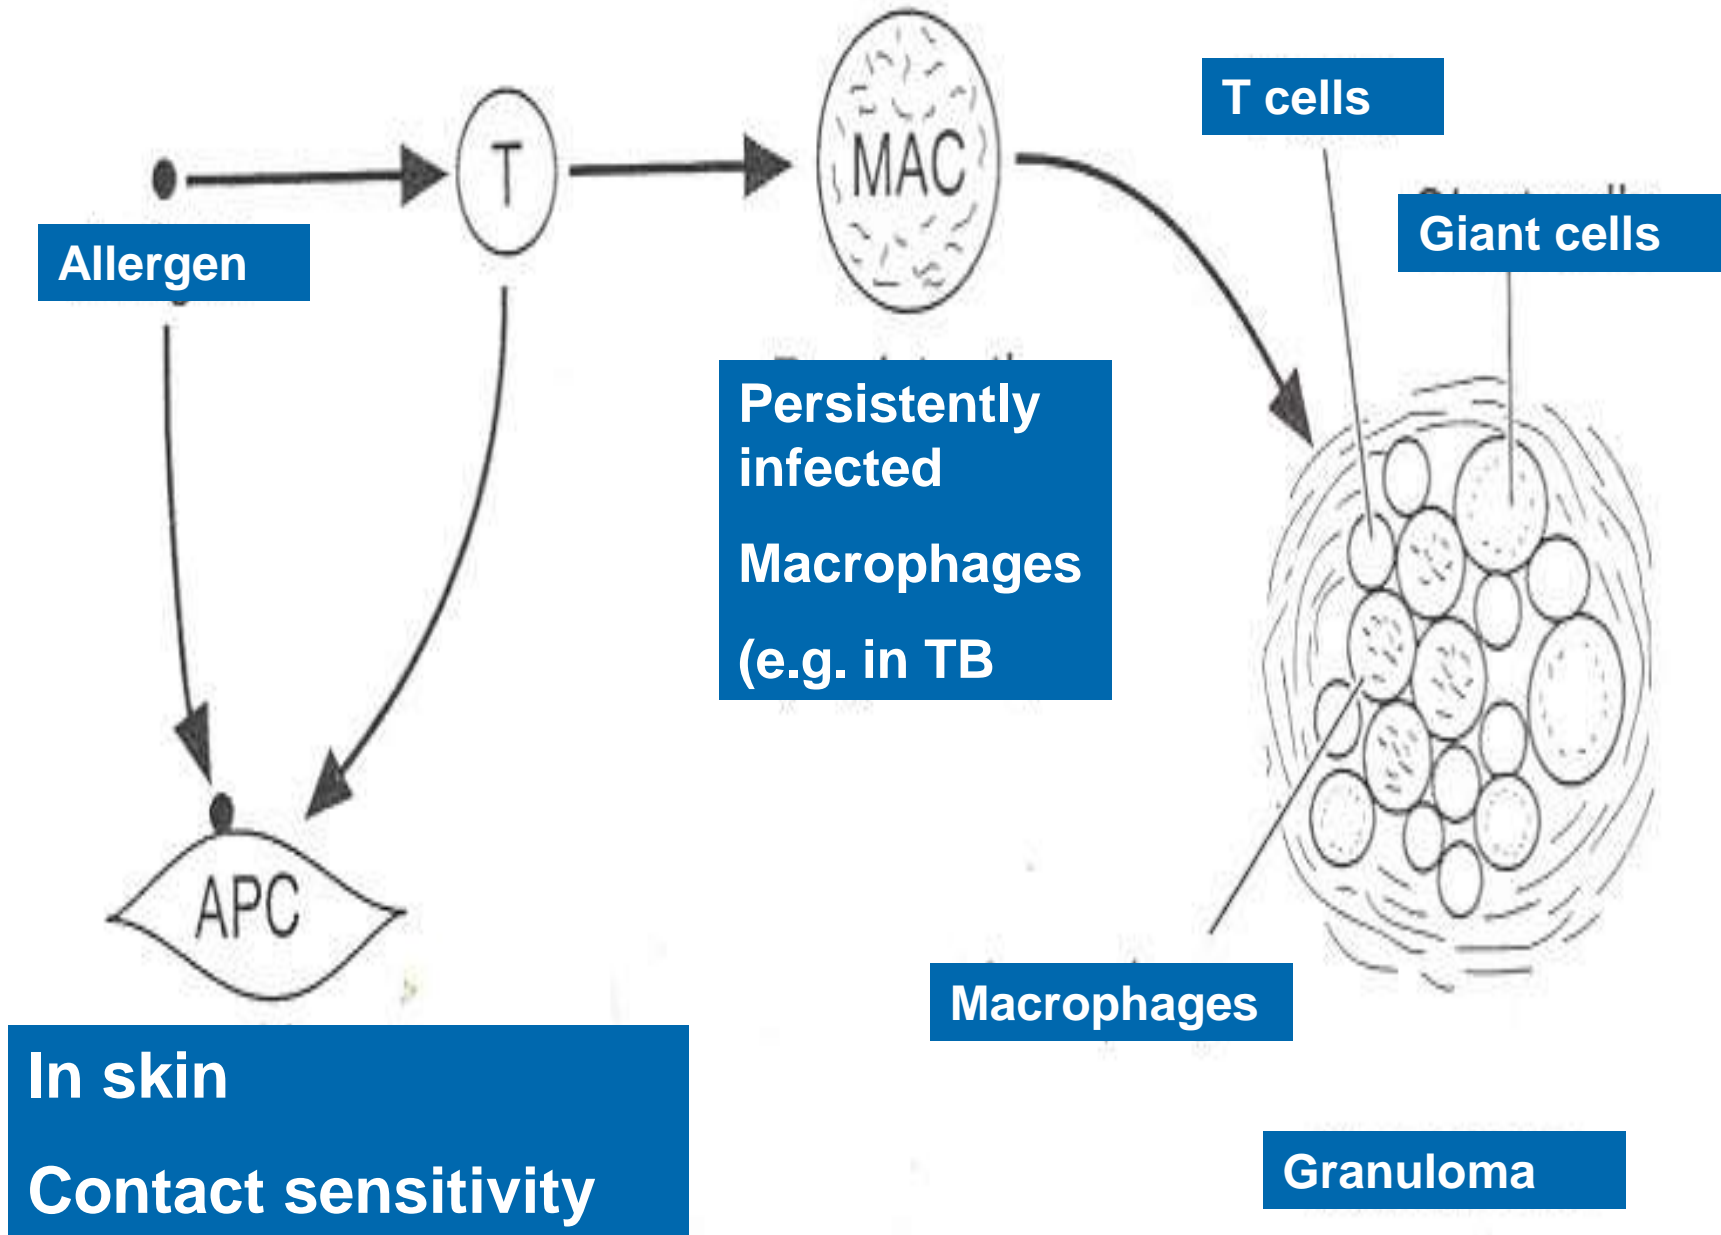 T cells
T
MAC
Giant cells
Allergen
Persistently
infected
Macrophages
(e.g. in TB
APC
Macrophages
In skin
Contact sensitivity
Granuloma